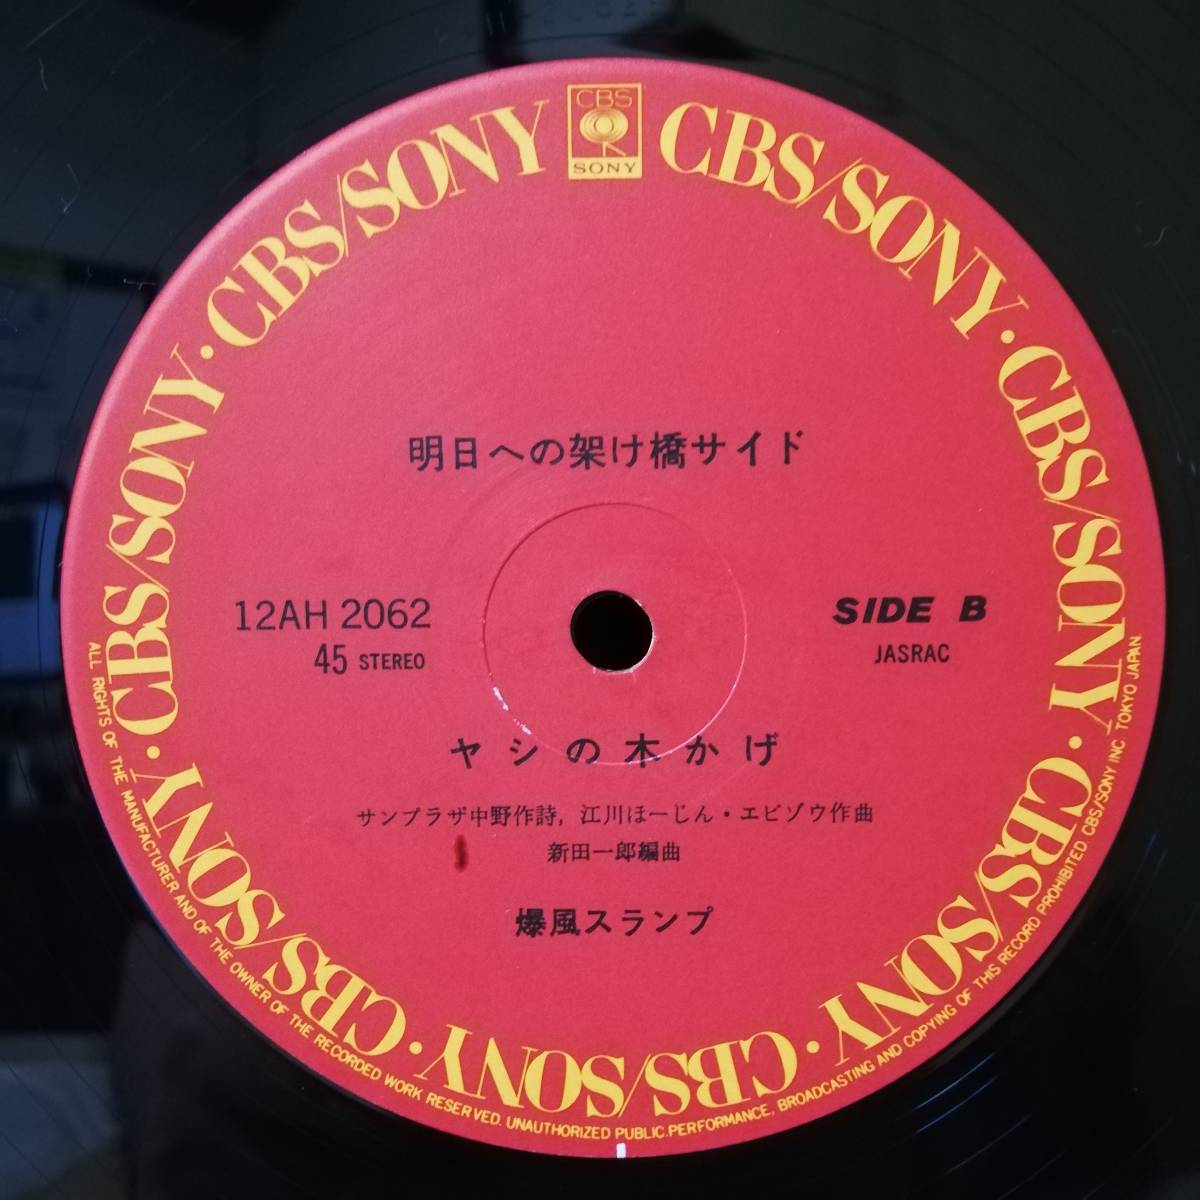 CBS
SONY
CBS/SONY · CBS/SONY · CBS/SONY · CBS/SONY · CBS/SONY · CBS/SONY · CBS/SONY
明日への架け橋サイド
12AH 2062
45 STEREO
SIDE B
JASRAC
ヤシの木かげ
サンプラザ中野作詩, 江川ほーじん・エビゾウ作曲
新田一郎編曲
爆風スランプ
ALL RIGHTS OF THE MANUFACTURER AND OF THE OWNER OF THE RECORDED WORK RESERVED. UNAUTHORIZED PUBLIC PERFORMANCE, BROADCASTING AND COPYING OF THIS RECORD PROHIBITED CBS/SONY INC. TOKYO JAPAN